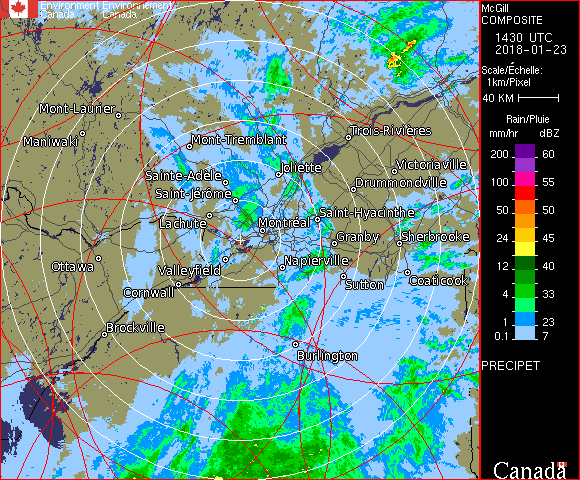 Environment Environnement
Canada Canada
McGill
COMPOSITE
1430 UTC
2018-01-23
Scale/Échelle:
1km/Pixel
40 KM
Rain/Pluie
mm/hr dBZ
200 60
100 55
50 50
24 45
12 40
4 33
1 23
0.1 7
PRECIPET
Canada
Mont-Laurier
Maniwaki
Mont-Tremblant
Trois-Rivières
Joliette
Victoriaville
Sainte-Adèle
Drummondville
Saint-Jérôme
Lachute
Saint-Hyacinthe
Montréal
Granby
Sherbrooke
Ottawa
Valleyfield
Napierville
Cornwall
Sutton
Coaticook
Brockville
Burlington